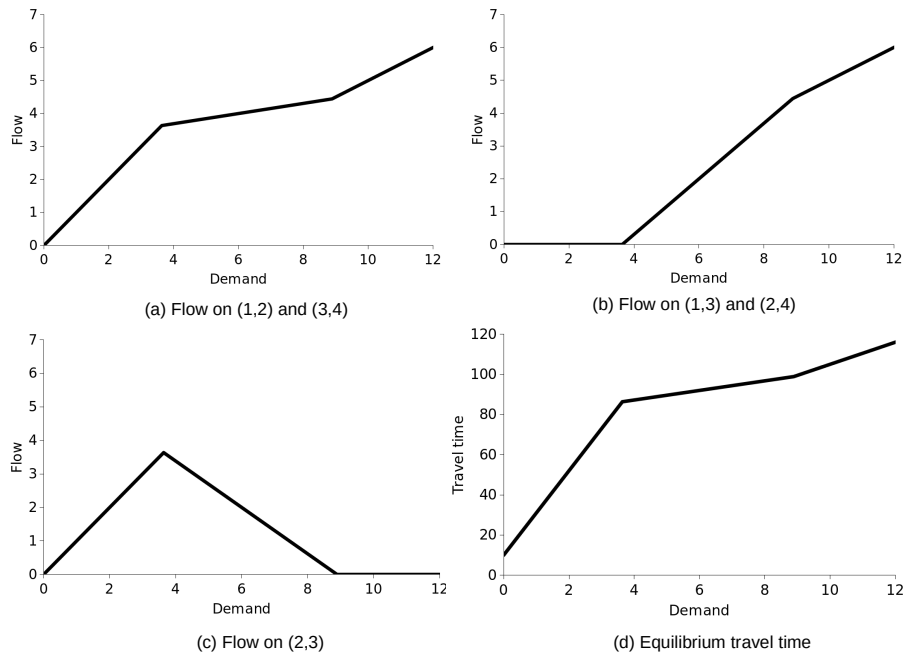 7
6
5
4
3
2
1
0
Flow
0 2 4 6 8 10 12
Demand
(a) Flow on (1,2) and (3,4)
7
6
5
4
3
2
1
0
Flow
0 2 4 6 8 10 12
Demand
(b) Flow on (1,3) and (2,4)
7
6
5
4
3
2
1
0
Flow
0 2 4 6 8 10 12
Demand
(c) Flow on (2,3)
120
100
80
60
40
20
0
Travel time
0 2 4 6 8 10 12
Demand
(d) Equilibrium travel time